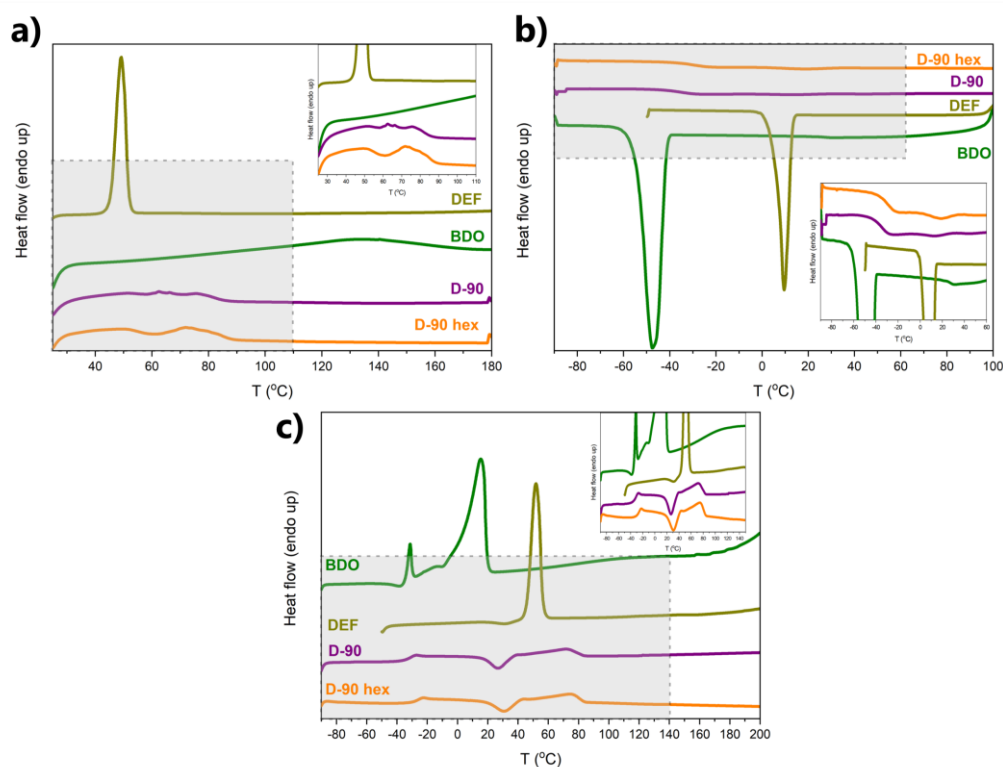 a)
Heat flow (endo up)
DEF
BDO
D-90
D-90 hex
40 60 80 100 120 140 160 180
T (°C)
Heat flow (endo up)
30 40 50 60 70 80 90 100 110
T (°C)
b)
Heat flow (endo up)
D-90 hex
D-90
DEF
BDO
-80 -60 -40 -20 0 20 40 60 80 100
T (°C)
Heat flow (endo up)
-80 -60 -40 -20 0 20 40 60
T (°C)
c)
Heat flow (endo up)
BDO
DEF
D-90
D-90 hex
-80 -60 -40 -20 0 20 40 60 80 100 120 140 160 180 200
T (°C)
Heat flow (endo up)
-80 -60 -40 -20 0 20 40 60 80 100 120 140
T (°C)